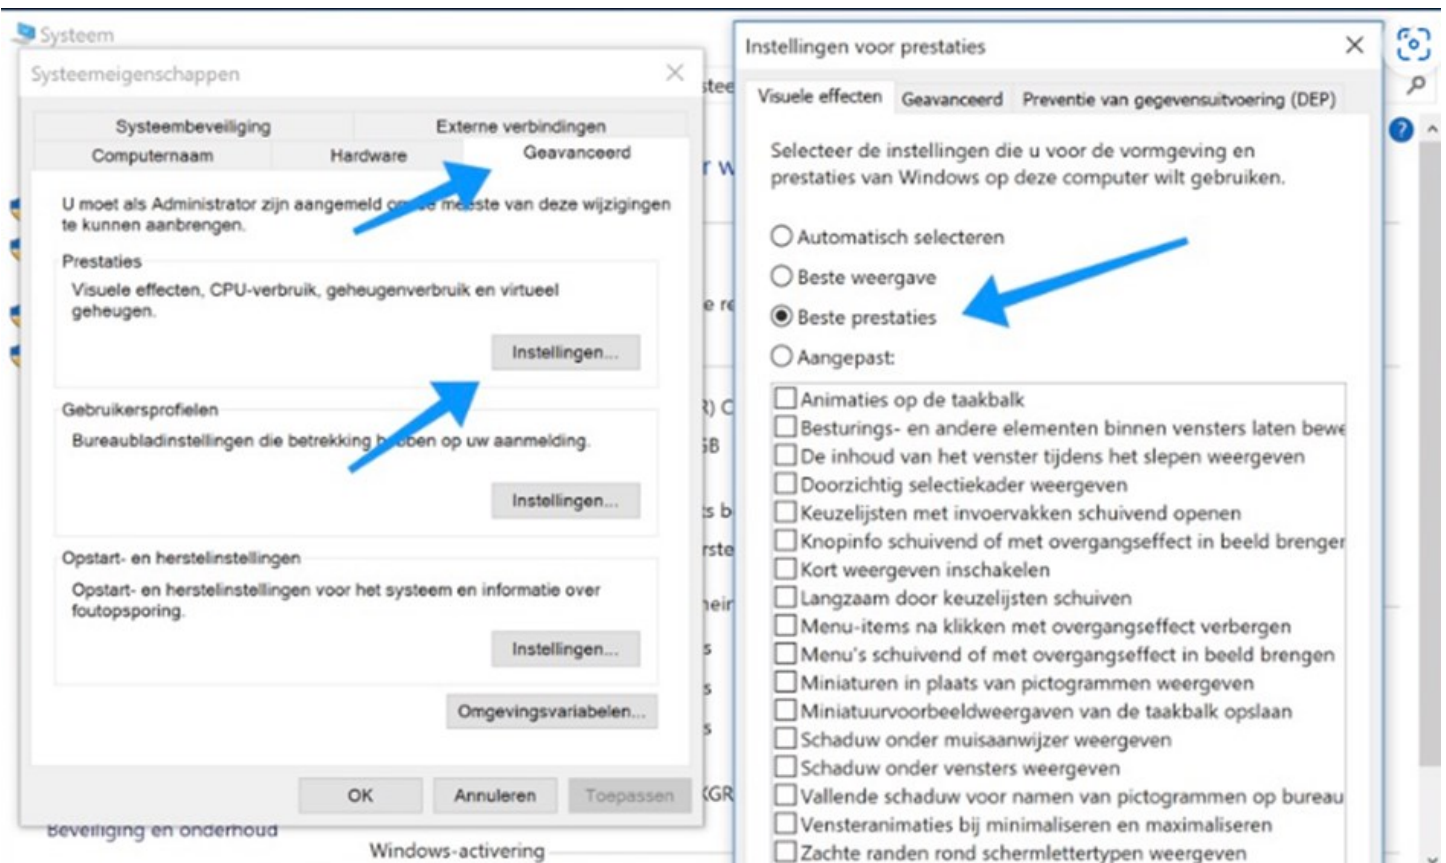 Systeem
Systeemeigenschappen
Systembeveiliging
Externe verbindingen
Computernaam
Hardware
Geavanceerd
U moet als Administrator zijn aangemeld om de meeste van deze wijzigingen
te kunnen aanbrengen.
Prestaties
Visuele effecten, CPU-verbruik, geheugenverbruik en virtueel
geheugen.
Instellingen...
Gebruikersprofielen
Bureaubladinstellingen die betrekking hebben op uw aanmelding.
Instellingen...
Opstart- en herstelinstellingen
Opstart- en herstelinstellingen voor het systeem en informatie over
foutopsporing.
Instellingen...
Omgevingsvariabelen...
OK
Annuleren
Toepassen
Beveiliging en onderhoud
Windows-activering
Instellingen voor prestaties
Visuele effecten
Geavanceerd
Preventie van gegevensuitvoering (DEP)
Selecteer de instellingen die u voor de vormgeving en
prestaties van Windows op deze computer wilt gebruiken.
Automatisch selecteren
Beste weergave
Beste prestaties
Aangepast:
Animaties op de taakbalk
Besturings- en andere elementen binnen vensters laten bewe
De inhoud van het venster tijdens het slepen weergeven
Doorzichtig selectiekader weergeven
Keuzelijsten met invoervakken schuivend openen
Knopinfo schuivend of met overgangseffect in beeld brenger
Kort weergeven inschakelen
Langzaam door keuzelijsten schuiven
Menu-items na klikken met overgangseffect verbergen
Menu's schuivend of met overgangseffect in beeld brengen
Miniaturen in plaats van pictogrammen weergeven
Miniatuurvoorbeeldweergaven van de taakbalk opslaan
Schaduw onder muisaanwijzer weergeven
Schaduw onder vensters weergeven
Vallende schaduw voor namen van pictogrammen op bureau
Vensteranimaties bij minimaliseren en maximaliseren
Zachte randen rond schermlettertypen weergeven